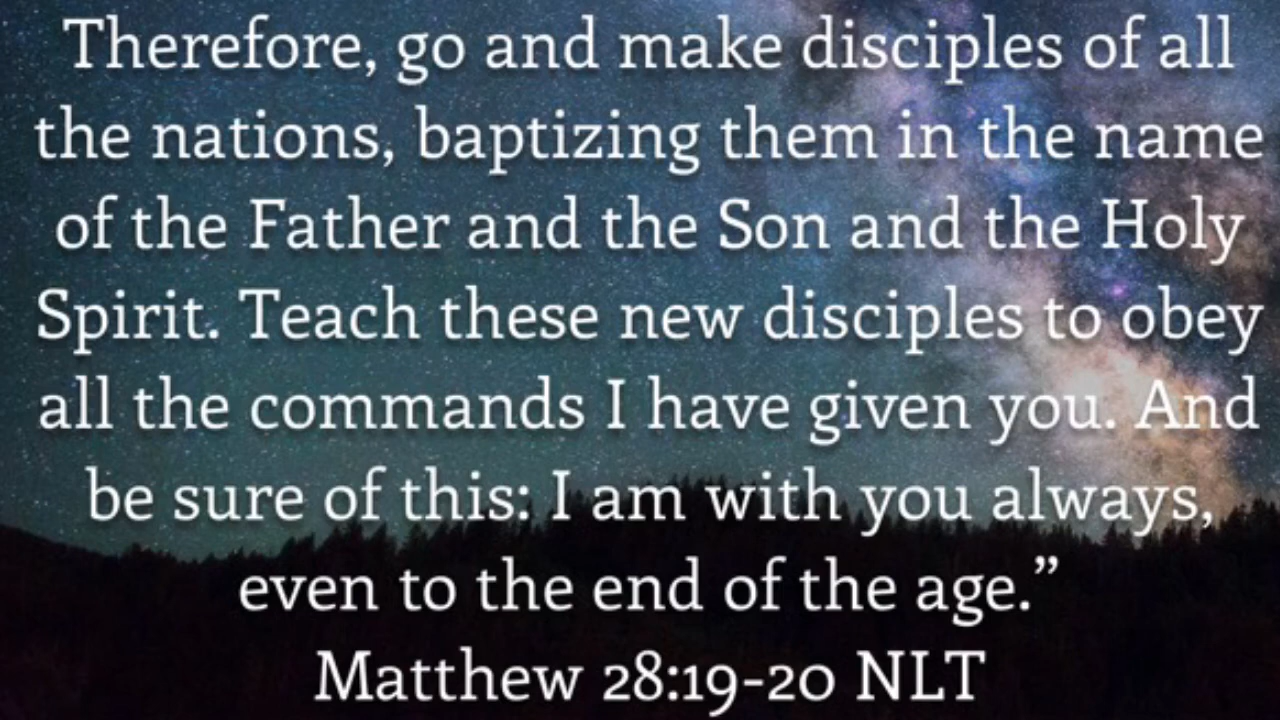 Therefore, go and make disciples of all
the nations, baptizing them in the name
of the Father and the Son and the Holy
Spirit. Teach these new disciples to obey
all the commands I have given you. And
be sure of this: I am with you always,
even to the end of the age.”
Matthew 28:19-20 NLT